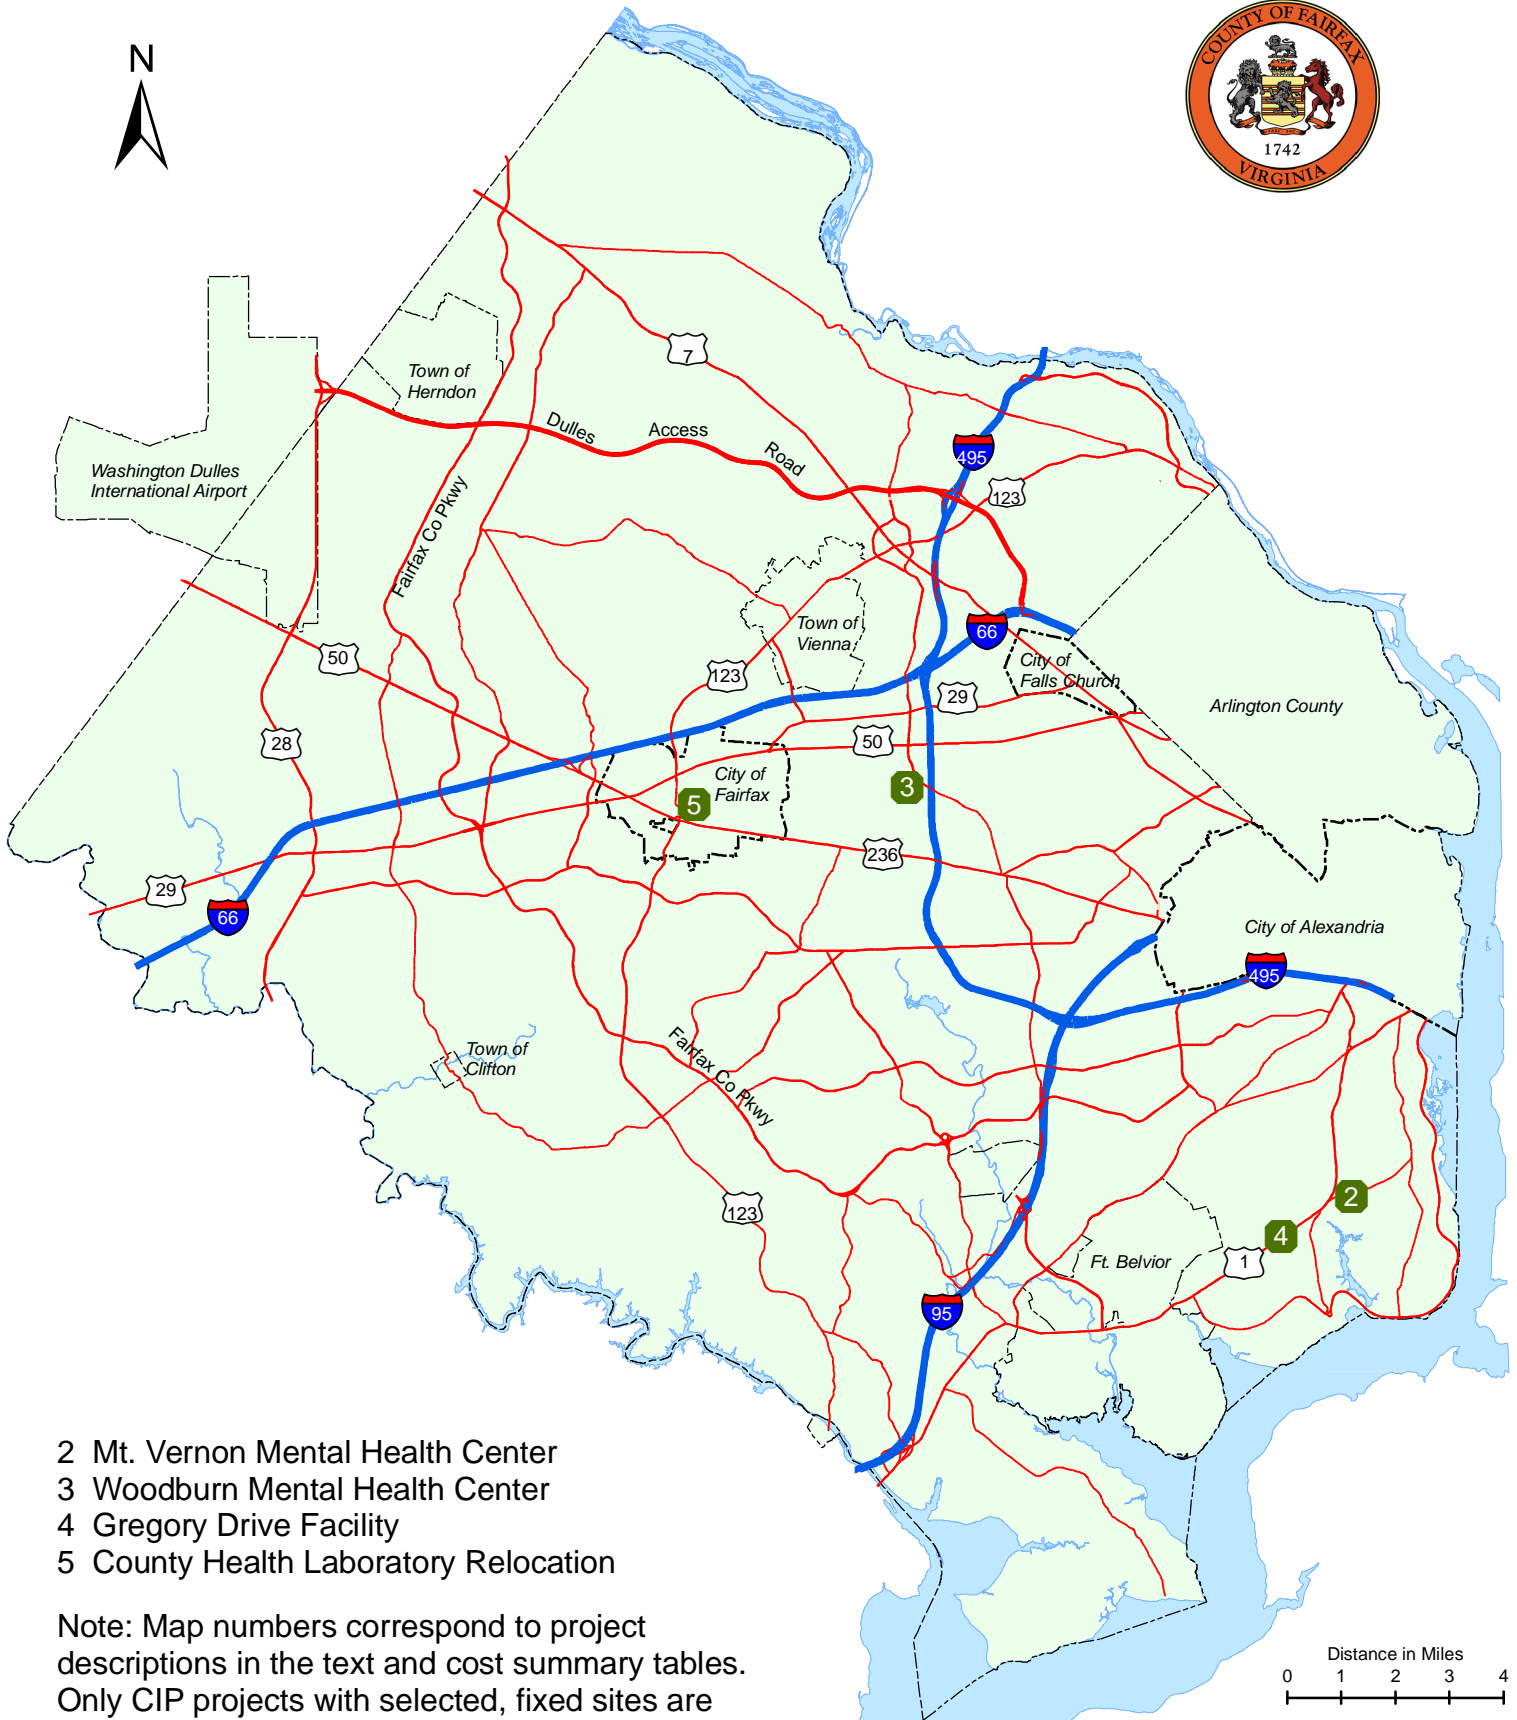 N
COUNTY OF FAIRFAX
1742
VIRGINIA
7
Town of
Herndon
Dulles
Access
Road
495
123
Washington Dulles
International Airport
Fairfax Co Pkwy
50
Town of
Vienna
66
City of
Falls Church
123
29
Arlington County
28
50
City of
Fairfax
3
5
236
29
66
City of Alexandria
495
Town of
Clifton
Fairfax Co Pkwy
123
2
4
1
Ft. Belvior
95
2 Mt. Vernon Mental Health Center
3 Woodburn Mental Health Center
4 Gregory Drive Facility
5 County Health Laboratory Relocation
Note: Map numbers correspond to project
descriptions in the text and cost summary tables.
Only CIP projects with selected, fixed sites are
Distance in Miles
0 1 2 3 4